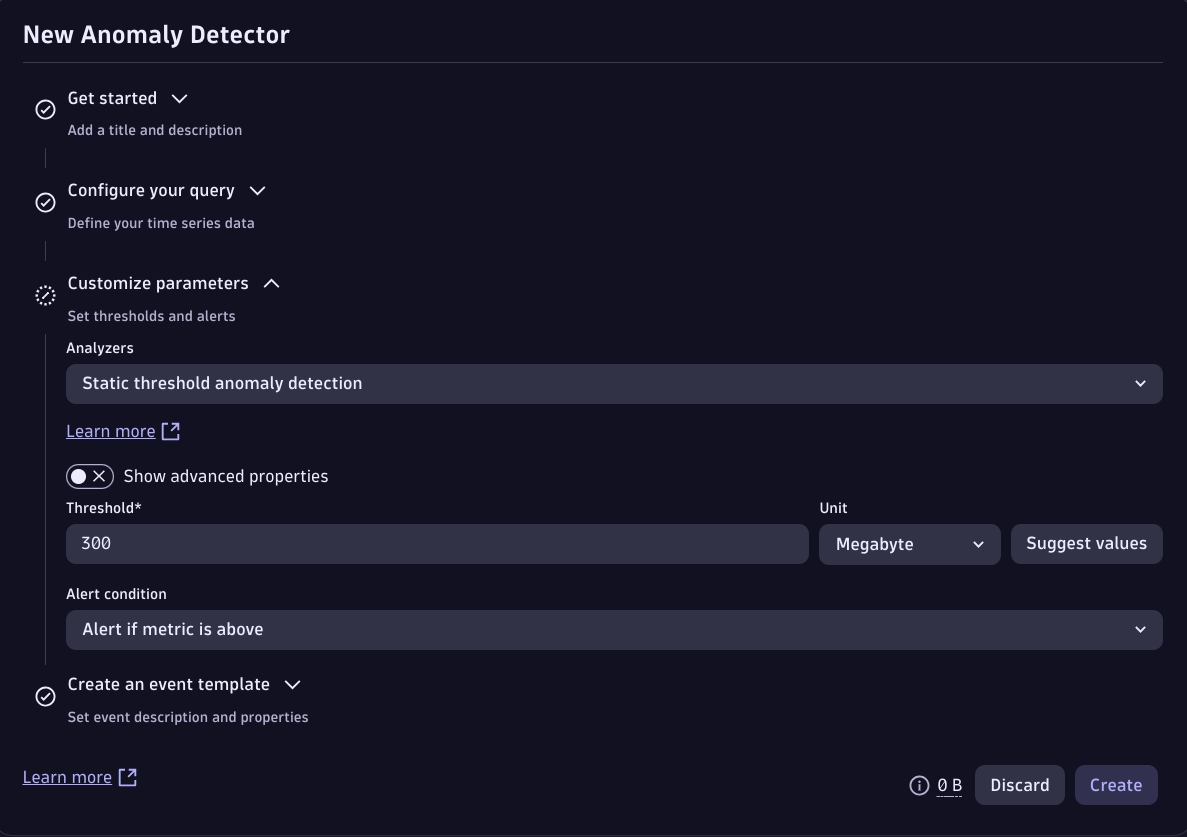 New Anomaly Detector
Get started
Add a title and description
Configure your query
Define your time series data
Customize parameters
Set thresholds and alerts
Analyzers
Static threshold anomaly detection
Learn more
Show advanced properties
Threshold* Unit
300 Megabyte Suggest values
Alert condition
Alert if metric is above
Create an event template
Set event description and properties
Learn more 0 B Discard Create